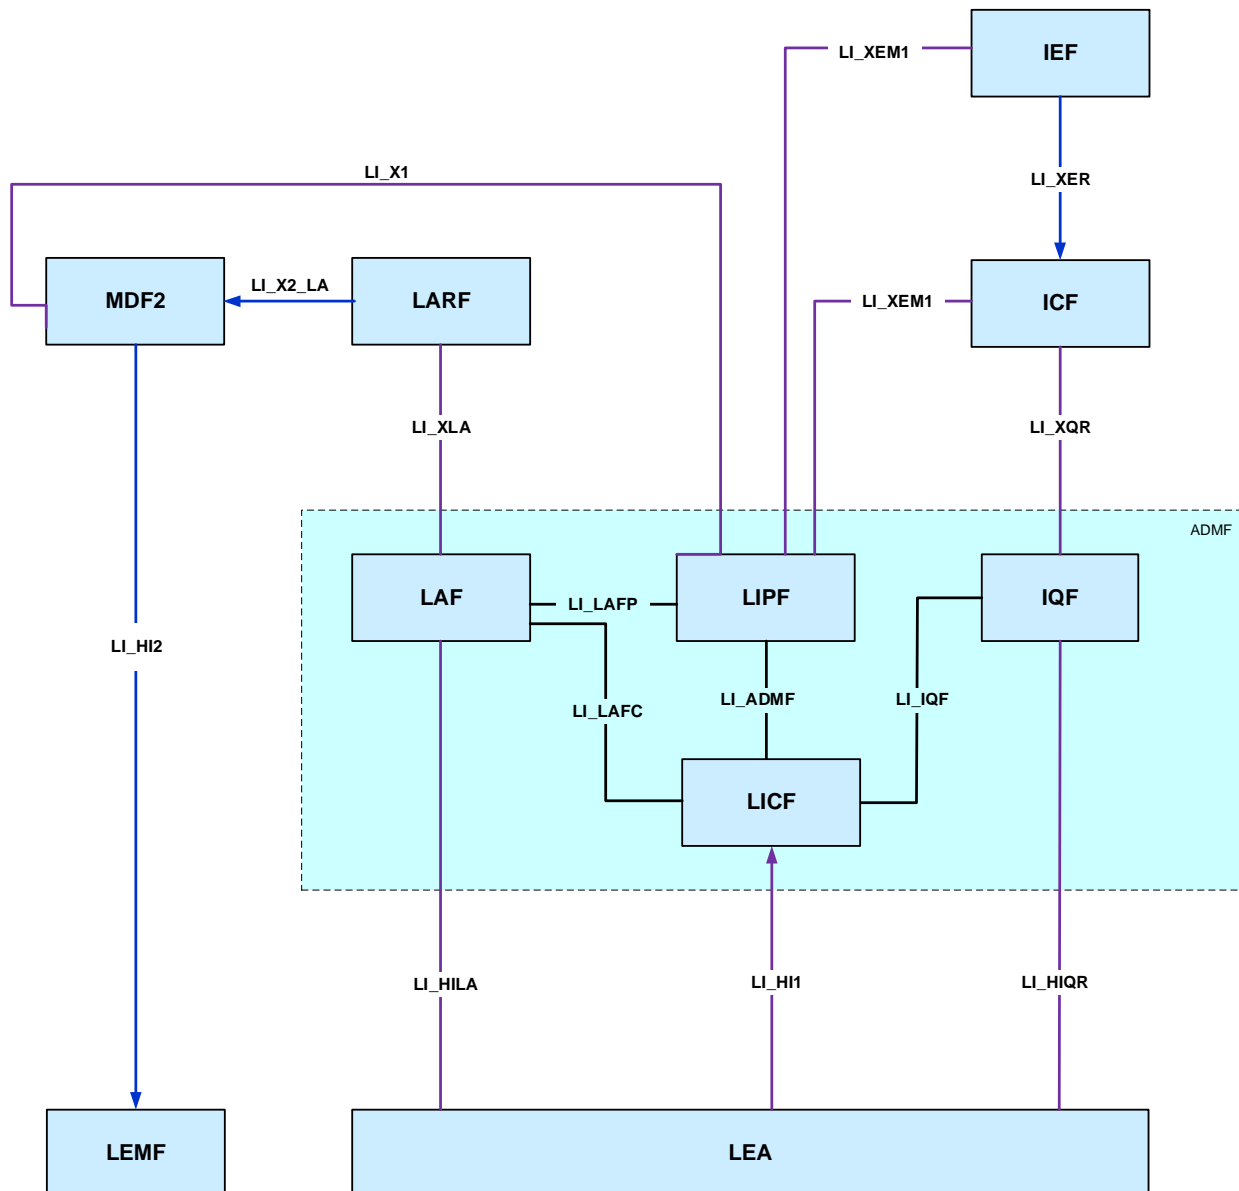 LI_XEM1
IEF
LI_X1
LI_XER
LI_X2_LA
MDF2
LARF
LI_XEM1
ICF
LI_XLA
LI_XQR
ADMF
LAF
LI_LAFP
LIPF
IQF
LI_HI2
LI_LAFC
LI_ADMF
LI_IQF
LICF
LI_HILA
LI_HI1
LI_HIQR
LEMF
LEA